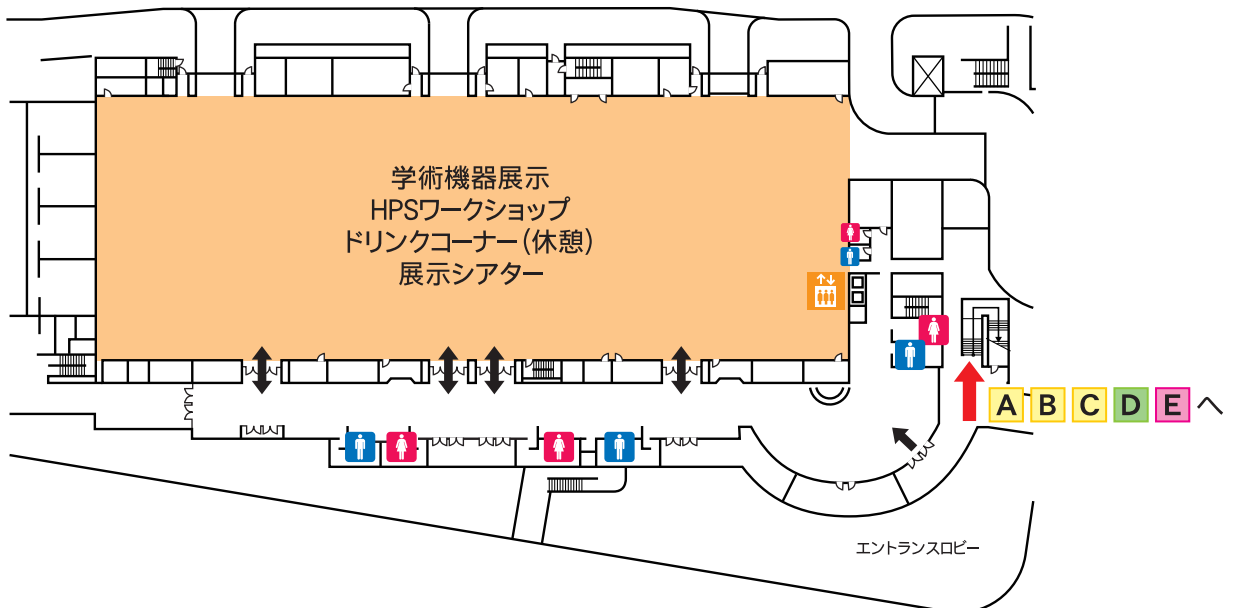 学術機器展示
HPSワークショップ
ドリンクコーナー(休憩)
展示シアター
A B C D E へ
エントランスロビー